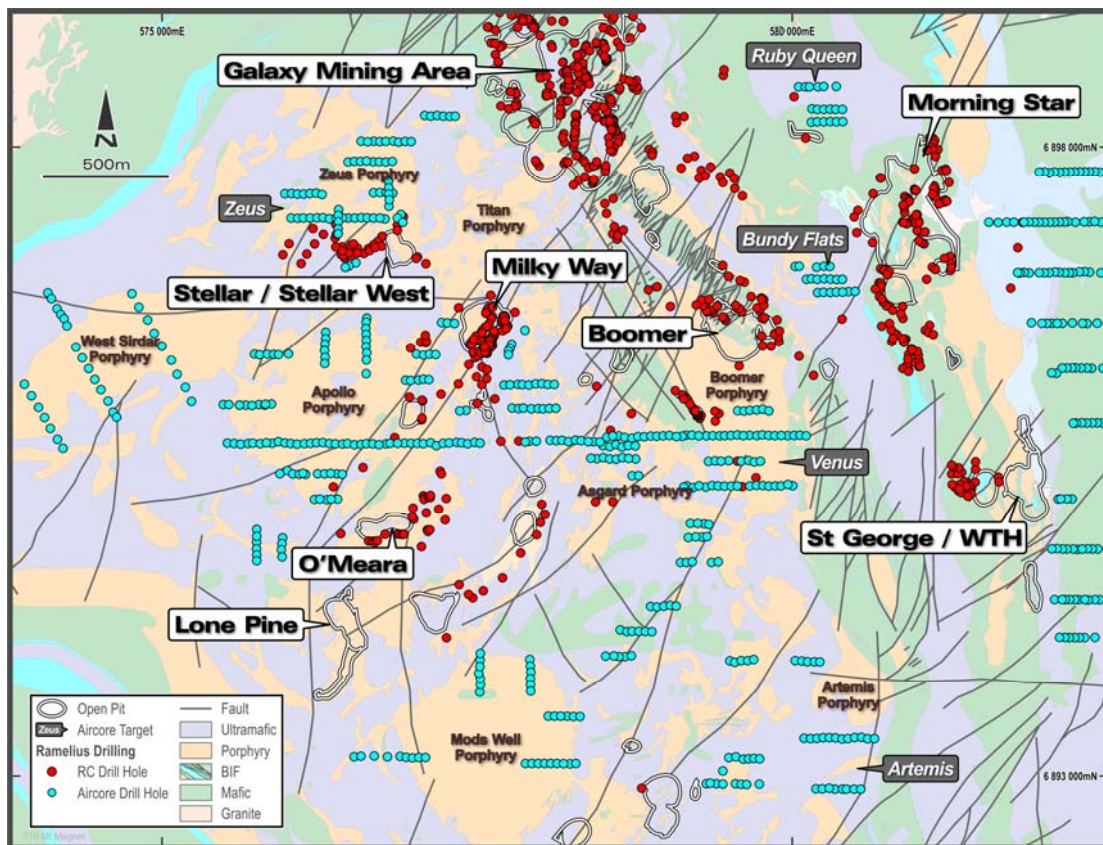 575 000mE
580 000mE
Ruby Queen
Galaxy Mining Area
Morning Star
N
500m
6 898 000mN
Zeus Porphyry
Zeus
Titan
Porphyry
Bundy Flats
Milky Way
Stellar / Stellar West
Boomer
West Sirdar
Porphyry
Apollo
Porphyry
Boomer
Porphyry
Venus
Asgard Porphyry
St George / WTH
O'Meara
Lone Pine
Artemis
Porphyry
Mods Well
Porphyry
Artemis
6 893 000mN
Open Pit
Zeus Aircore Target
Ramelius Drilling
RC Drill Hole
Aircore Drill Hole
Fault
Ultramafic
Porphyry
BIF
Mafic
Granite